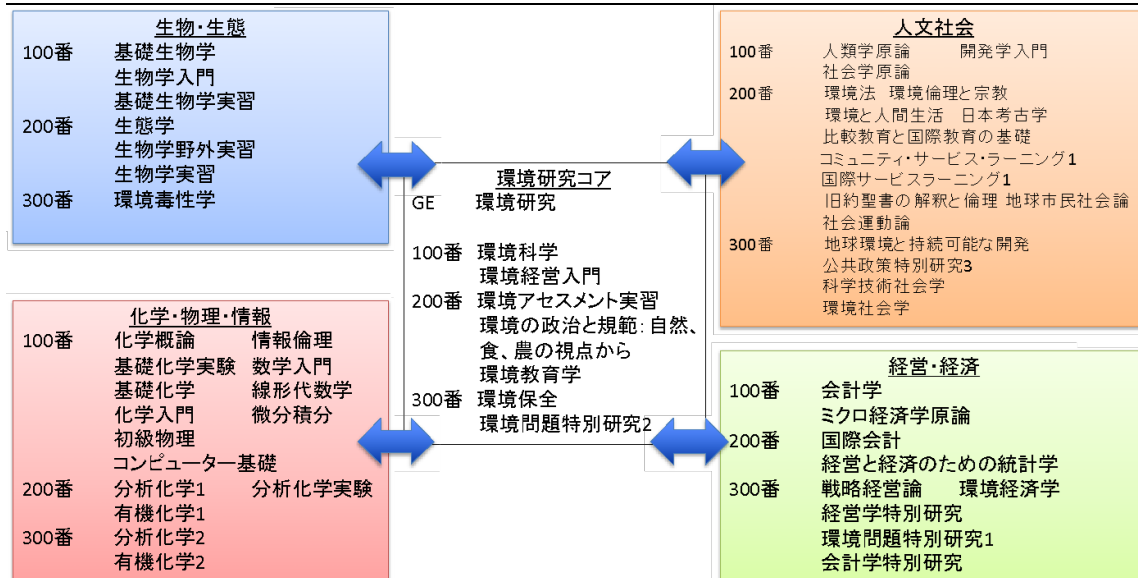 生物・生態
100番 基礎生物学
生物学入門
基礎生物学実習
200番 生態学
生物学野外実習
生物学実習
300番 環境毒性学
人文社会
100番 人類学原論 開発学入門
社会学原論
200番 環境法 環境倫理と宗教
環境と人間生活 日本考古学
比較教育と国際教育の基礎
コミュニティ・サービス・ラーニング1
国際サービスラーニング1
旧約聖書の解釈と倫理 地球市民社会論
社会運動論
300番 地球環境と持続可能な開発
公共政策特別研究3
科学技術社会学
環境社会学
環境研究コア
GE 環境研究
100番 環境科学
環境経営入門
200番 環境アセスメント実習
環境の政治と規範：自然、
食、農の視点から
環境教育学
300番 環境保全
環境問題特別研究2
化学・物理・情報
100番 化学概論 情報倫理
基礎化学実験 数学入門
基礎化学 線形代数学
化学入門 微分積分
初級物理
コンピューター基礎
200番 分析化学1 分析化学実験
有機化学1
300番 分析化学2
有機化学2
経営・経済
100番 会計学
ミクロ経済学原論
200番 国際会計
経営と経済のための統計学
300番 戦略経営論 環境経済学
経営学特別研究
環境問題特別研究1
会計学特別研究